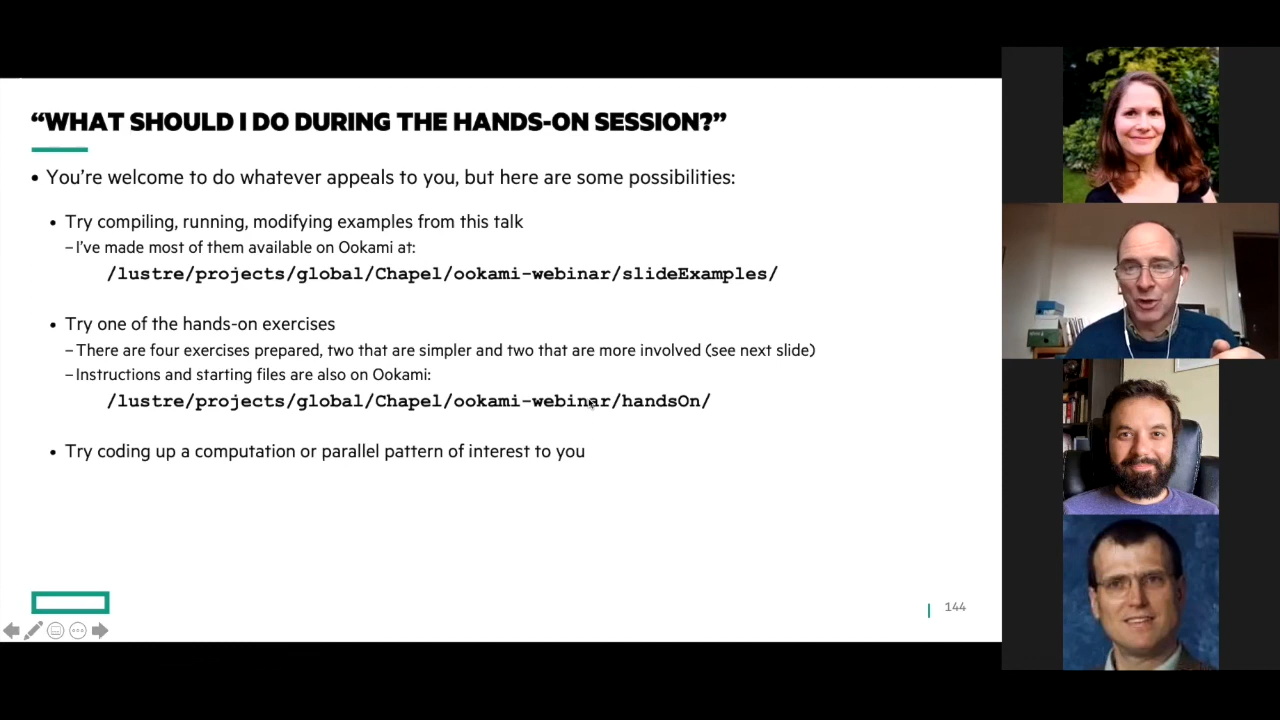 “WHAT SHOULD I DO DURING THE HANDS-ON SESSION?”
• You’re welcome to do whatever appeals to you, but here are some possibilities:
• Try compiling, running, modifying examples from this talk
– I’ve made most of them available on Ookami at:
/lustre/projects/global/Chapel/ookami-webinar/slideExamples/
• Try one of the hands-on exercises
– There are four exercises prepared, two that are simpler and two that are more involved (see next slide)
– Instructions and starting files are also on Ookami:
/lustre/projects/global/Chapel/ookami-webinar/handsOn/
• Try coding up a computation or parallel pattern of interest to you
144